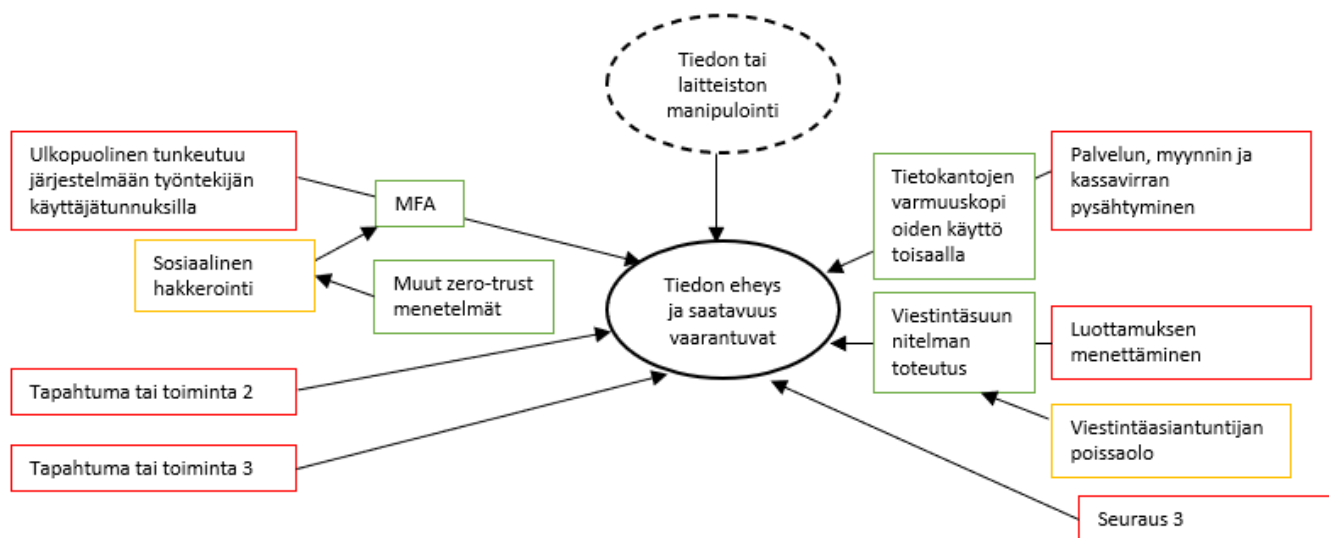 Tiedon tai
laitteiston
manipulointi
Ulkopuolinen tunkeutuu
järjestelmään työntekijän
käyttäjätunnuksilla
MFA
Sosiaalinen
hakkerointi
Muut zero-trust
menetelmät
Tapahtuma tai toiminta 2
Tapahtuma tai toiminta 3
Tiedon eheys
ja saatavuus
vaarantuvat
Tietokantojen
varmuuskopi
oiden käyttö
toisaalla
Palvelun, myynnin ja
kassavirran
pysähtyminen
Viestintäsuun
nitelman
toteutus
Luottamuksen
menettäminen
Viestintäasiantuntijan
poissaolo
Seuraus 3